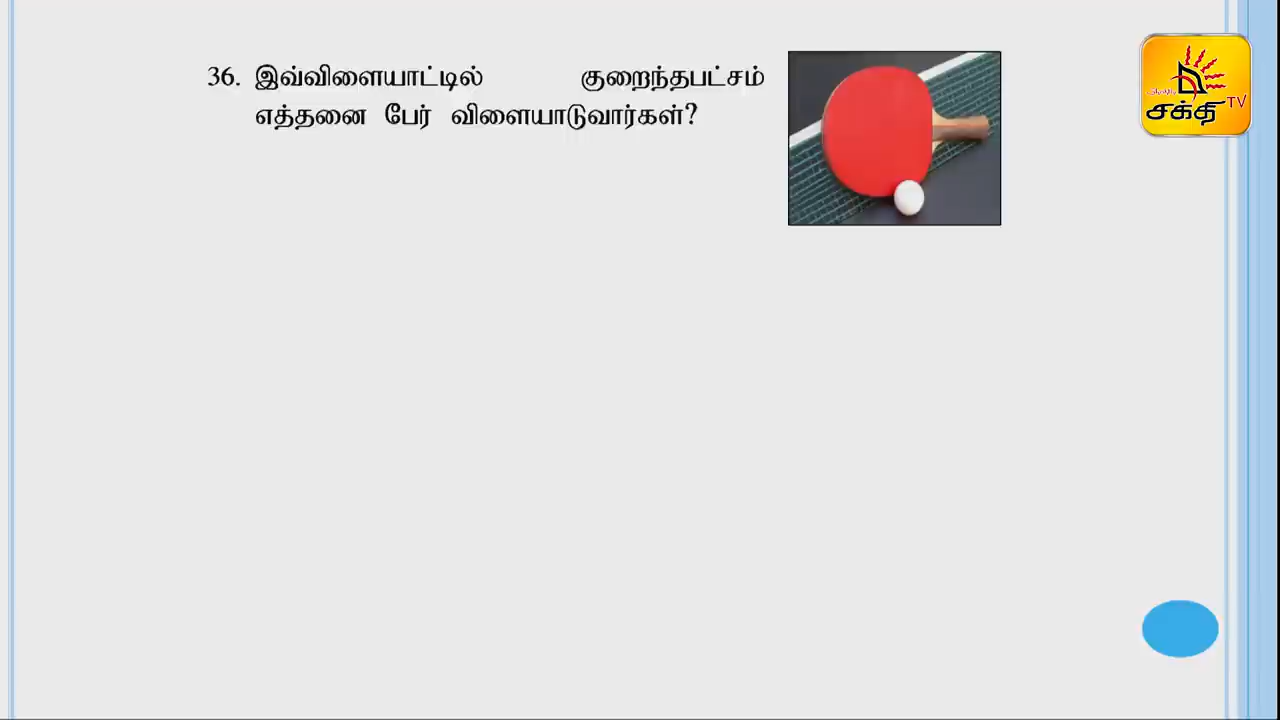 36. இவ்விளையாட்டில் குறைந்தபட்சம்
எத்தனை பேர் விளையாடுவார்கள்?
சக்தி TV